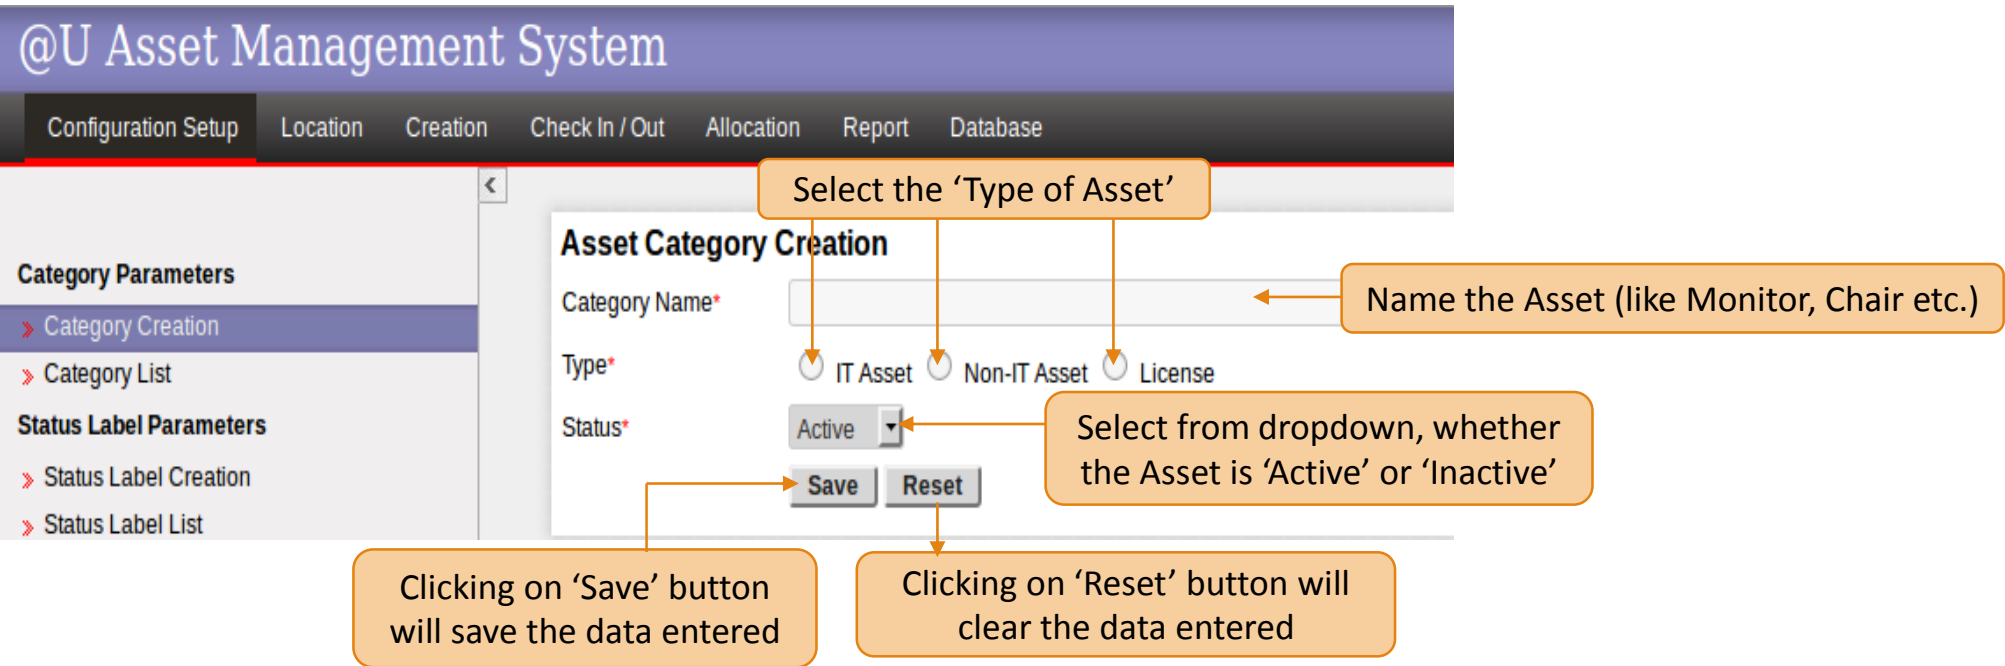 @U Asset Management System
Configuration Setup Location Creation Check In / Out Allocation Report Database
Select the ‘Type of Asset’
Category Parameters
Category Creation
Category List
Status Label Parameters
Status Label Creation
Status Label List
Asset Category Creation
Category Name*
Name the Asset (like Monitor, Chair etc.)
Type* IT Asset Non-IT Asset License
Status* Active
Select from dropdown, whether
the Asset is ‘Active’ or ‘Inactive’
Save Reset
Clicking on ‘Save’ button
will save the data entered
Clicking on ‘Reset’ button will
clear the data entered